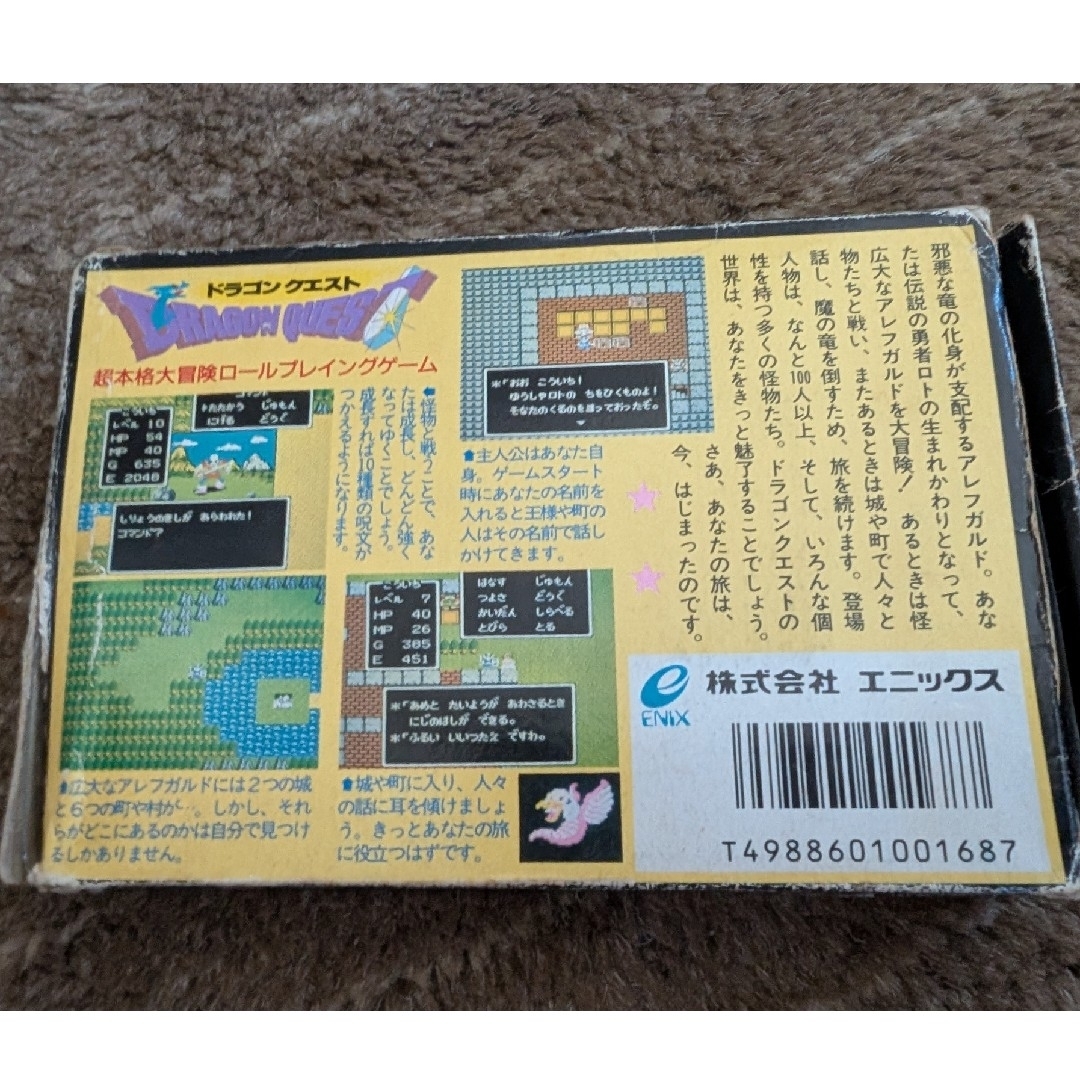 ドラゴンクエスト
DRAGON QUEST
超本格大冒険ロールプレイングゲーム
邪悪な竜の化身が支配するアレフガルド。あな
たは伝説の勇者ロトの生まれかわりとなって、
広大なアレフガルドを大冒険！ あるときは怪
物たちと戦い、またあるときは城や町で人々と
話し、魔の竜を倒すため、旅を続けます。登場
人物は、なんと100人以上、そして、いろんな個
性を持つ多くの怪物たち。ドラゴンクエストの
世界は、あなたをきっと魅了することでしょう。
さあ、あなたの旅は、
今、はじまったのです。
＊「おお こういち！
ゆうしゃロトの ちをひくものよ！
そなたのくるのを待っておったぞ。
主人公はあなた自
身。ゲームスタート
時にあなたの名前を
入れると王様や町の
人はその名前で話し
かけてきます。
こういち
レベル 10
HP 54
MP 40
G 635
E 2048
コマンド
たたかう じゅもん
にげる どうぐ
しりょうのきしが あらわれた！
コマンド？
怪物と戦うことで、あな
たは成長し、どんどん強く
なってゆくことでしょう。
成長すれば10種類の呪文が
つかえるようになります。
広大なアレフガルドには2つの城
と6つの町や村が…。しかし、それ
らがどこにあるのかは自分で見つけ
るしかありません。
こういち
レベル 7
HP 40
MP 26
G 385
E 451
はなす じゅもん
つよさ どうぐ
かいだん しらべる
とびら とる
＊「あめと たいようが あわさるとき
にじのはしが できる。
＊「ふるい いいつたえ ですわ。
城や町に入り、人々
の話に耳を傾けましょ
う。きっとあなたの旅
に役立つはずです。
ENIX
株式会社 エニックス
T4988601001687